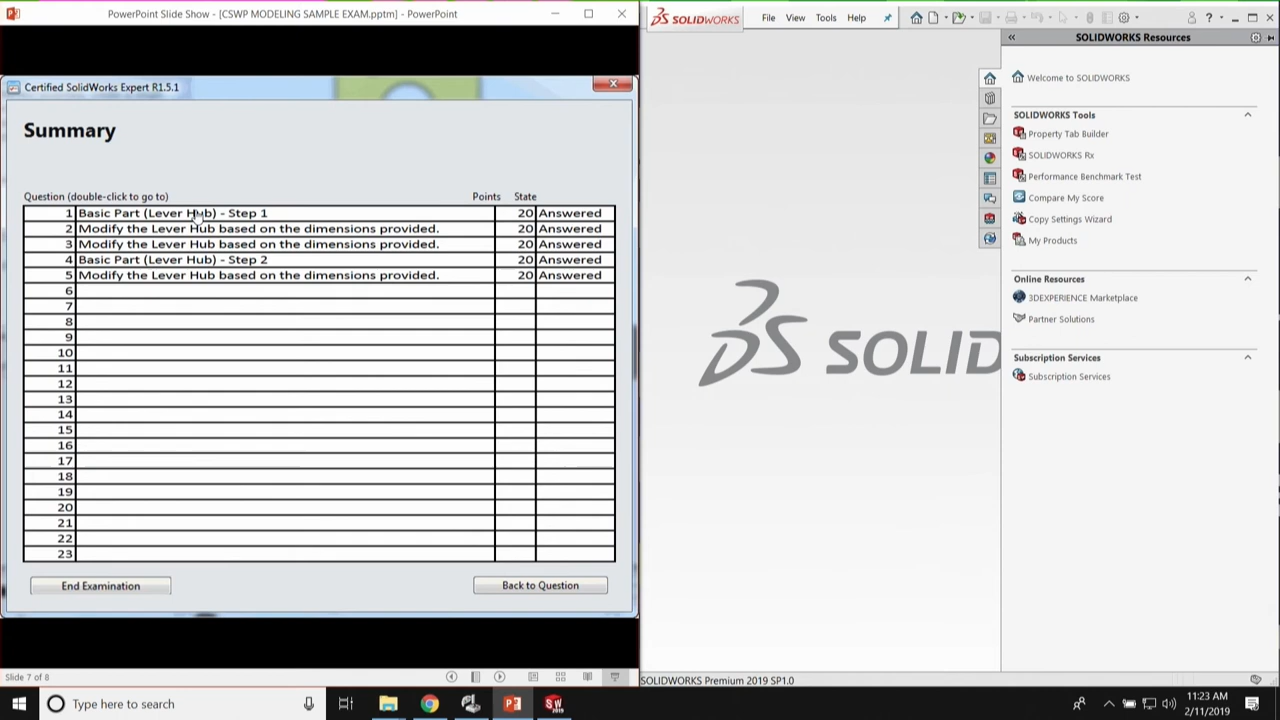 PowerPoint Slide Show - [CSWP MODELING SAMPLE EXAM.pptm] - PowerPoint
Certified SolidWorks Expert R1.5.1
Summary
Question (double-click to go to) Points State
1 Basic Part (Lever Hub) - Step 1 20 Answered
2 Modify the Lever Hub based on the dimensions provided. 20 Answered
3 Modify the Lever Hub based on the dimensions provided. 20 Answered
4 Basic Part (Lever Hub) - Step 2 20 Answered
5 Modify the Lever Hub based on the dimensions provided. 20 Answered
6
7
8
9
10
11
12
13
14
15
16
17
18
19
20
21
22
23
End Examination Back to Question
Slide 7 of 8
SOLIDWORKS File View Tools Help
SOLIDWORKS Resources
Welcome to SOLIDWORKS
SOLIDWORKS Tools
Property Tab Builder
SOLIDWORKS Rx
Performance Benchmark Test
Compare My Score
Copy Settings Wizard
My Products
Online Resources
3DEXPERIENCE Marketplace
Partner Solutions
Subscription Services
Subscription Services
SOLID
SOLIDWORKS Premium 2019 SP1.0
Type here to search
11:23 AM
2/11/2019